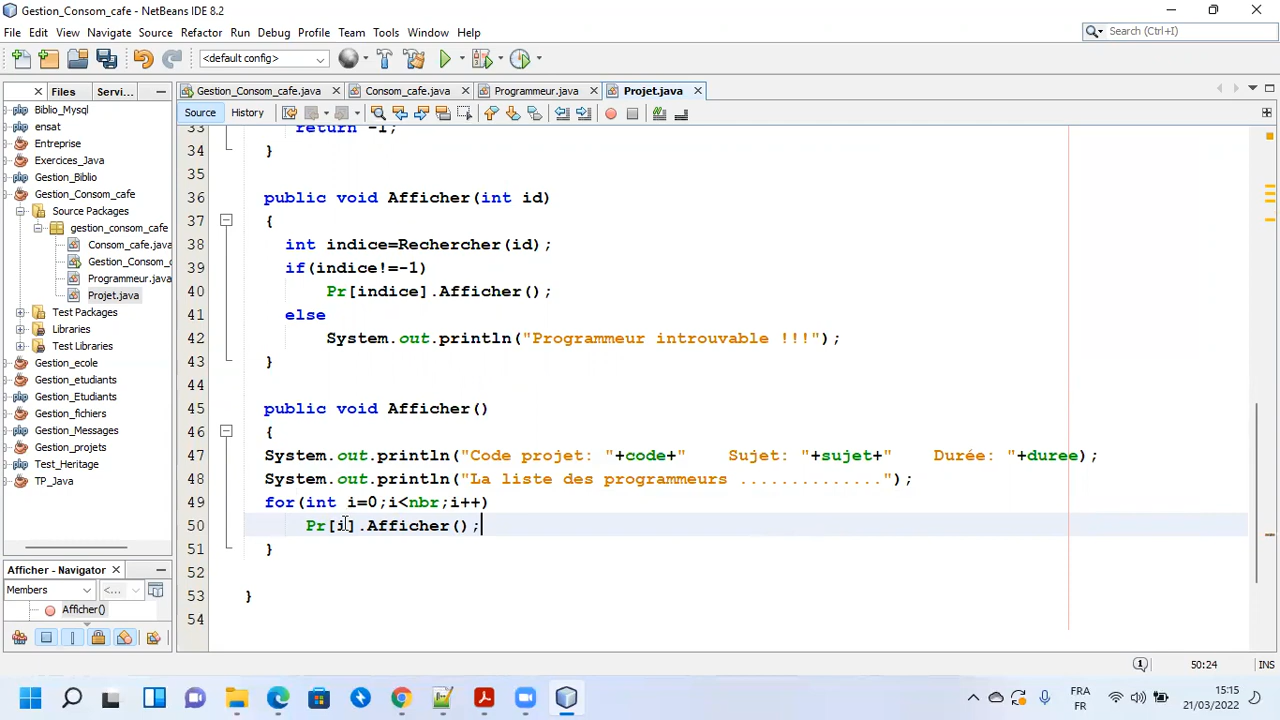 Gestion_Consom_cafe - NetBeans IDE 8.2
File Edit View Navigate Source Refactor Run Debug Profile Team Tools Window Help
Search (Ctrl+I)
<default config>
Files Servi...
Gestion_Consom_cafe.java Consom_cafe.java Programmeur.java Projet.java
Source History
Biblio_Mysql
ensat
Entreprise
Exercices_Java
Gestion_Biblio
Gestion_Consom_cafe
Source Packages
gestion_consom_cafe
Consom_cafe.java
Gestion_Consom_c
Programmeur.java
Projet.java
Test Packages
Libraries
Test Libraries
Gestion_ecole
Gestion_etudiants
Gestion_Etudiants
Gestion_fichiers
Gestion_Messages
Gestion_projets
Test_Heritage
TP_Java
Afficher - Navigator
Members <...
Afficher()
33 return -1;
34 }
35
36 public void Afficher(int id)
37 {
38 int indice=Rechercher(id);
39 if(indice!=-1)
40 Pr[indice].Afficher();
41 else
42 System.out.println("Programmeur introuvable !!!");
43 }
44
45 public void Afficher()
46 {
47 System.out.println("Code projet: "+code+" Sujet: "+sujet+" Durée: "+duree);
48 System.out.println("La liste des programmeurs ..............");
49 for(int i=0;i<nbr;i++)
50 Pr[i].Afficher();
51 }
52
53 }
54
1 50:24 INS
FRA
FR
15:15
21/03/2022